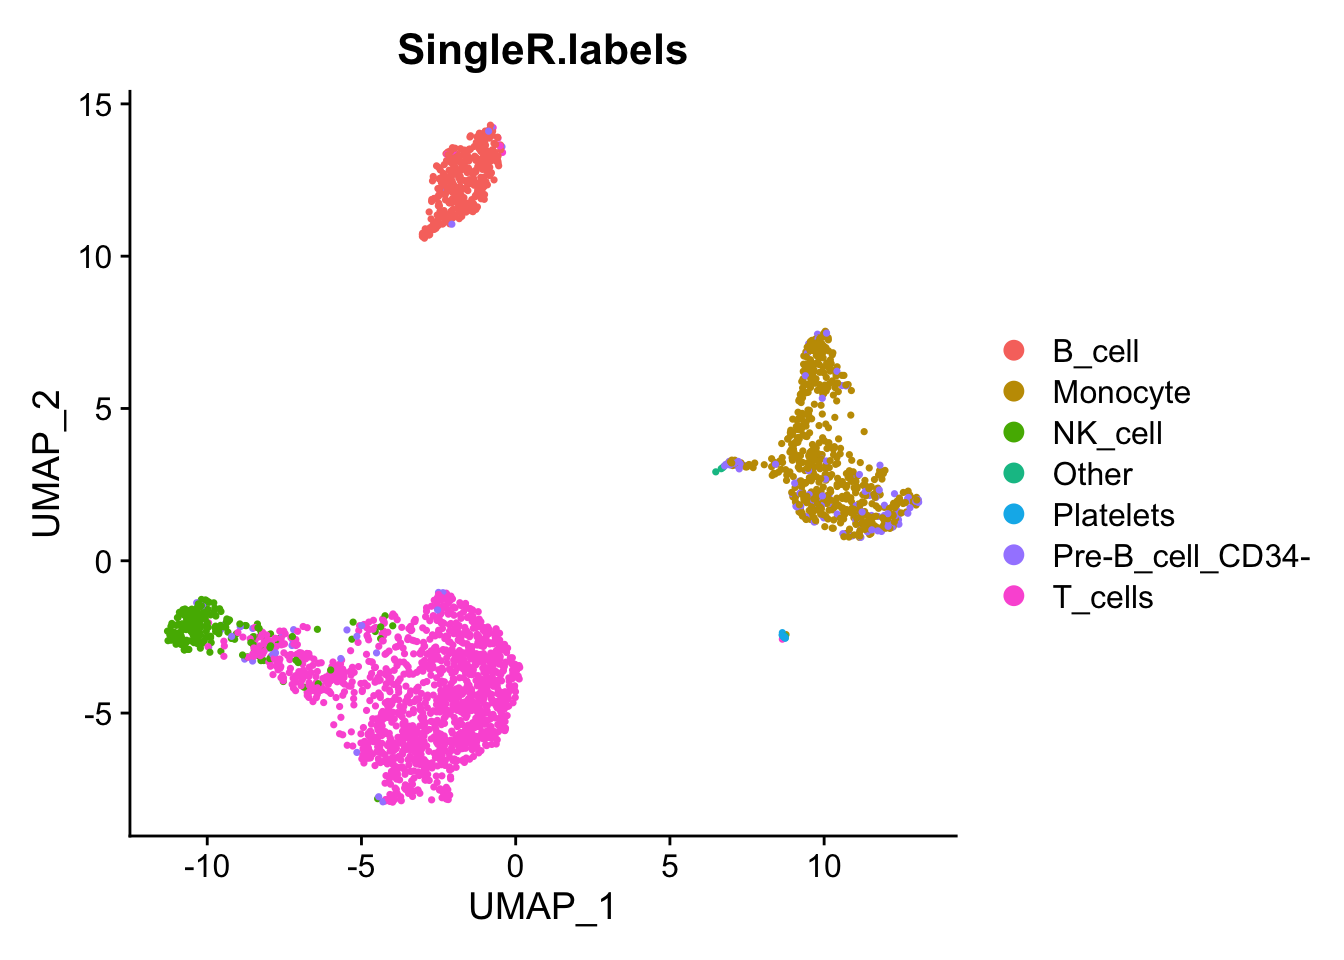 SingleR.labels
15
10
5
0
-5
UMAP_2
-10
-5
0
5
10
UMAP_1
B_cell
Monocyte
NK_cell
Other
Platelets
Pre-B_cell_CD34-
T_cells